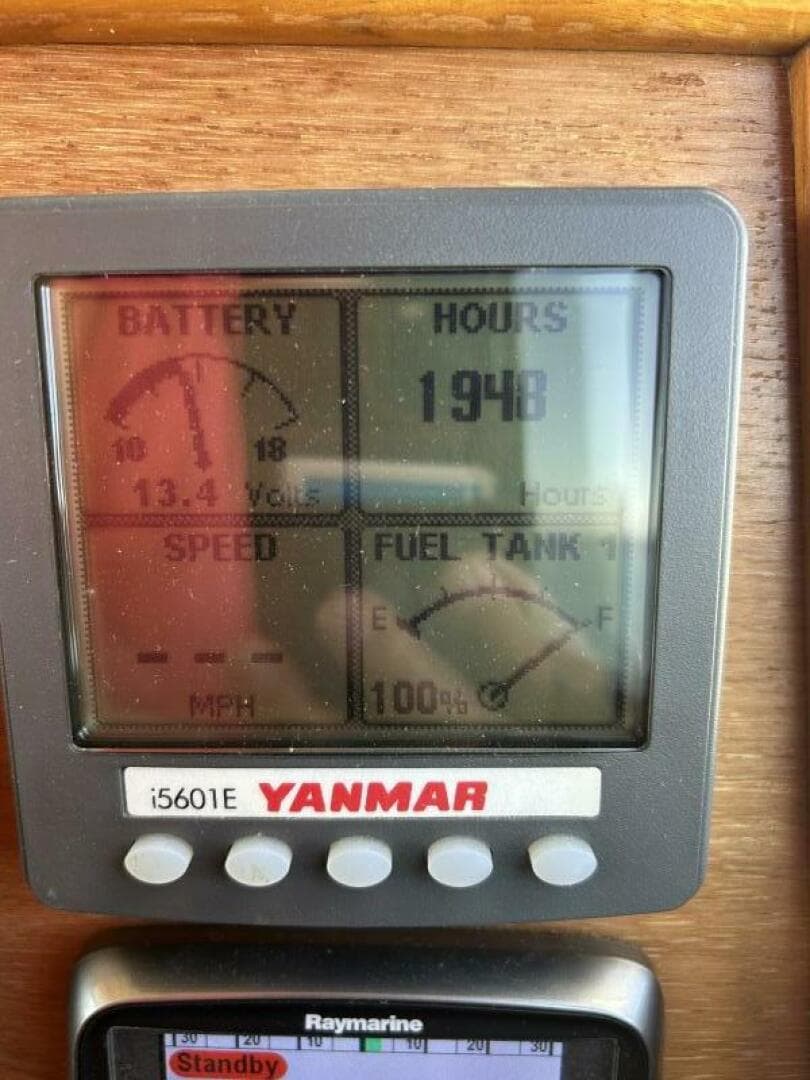 BATTERY
10 18
13.4 Volts
HOURS
1948
Hours
SPEED
- - -
MPH
FUEL TANK 1
E F
100%
i5601E YANMAR
Raymarine
30 20 10 10 20 30
Standby